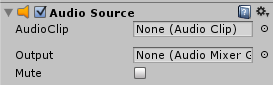 Audio Source
AudioClip None (Audio Clip)
Output None (Audio Mixer G
Mute